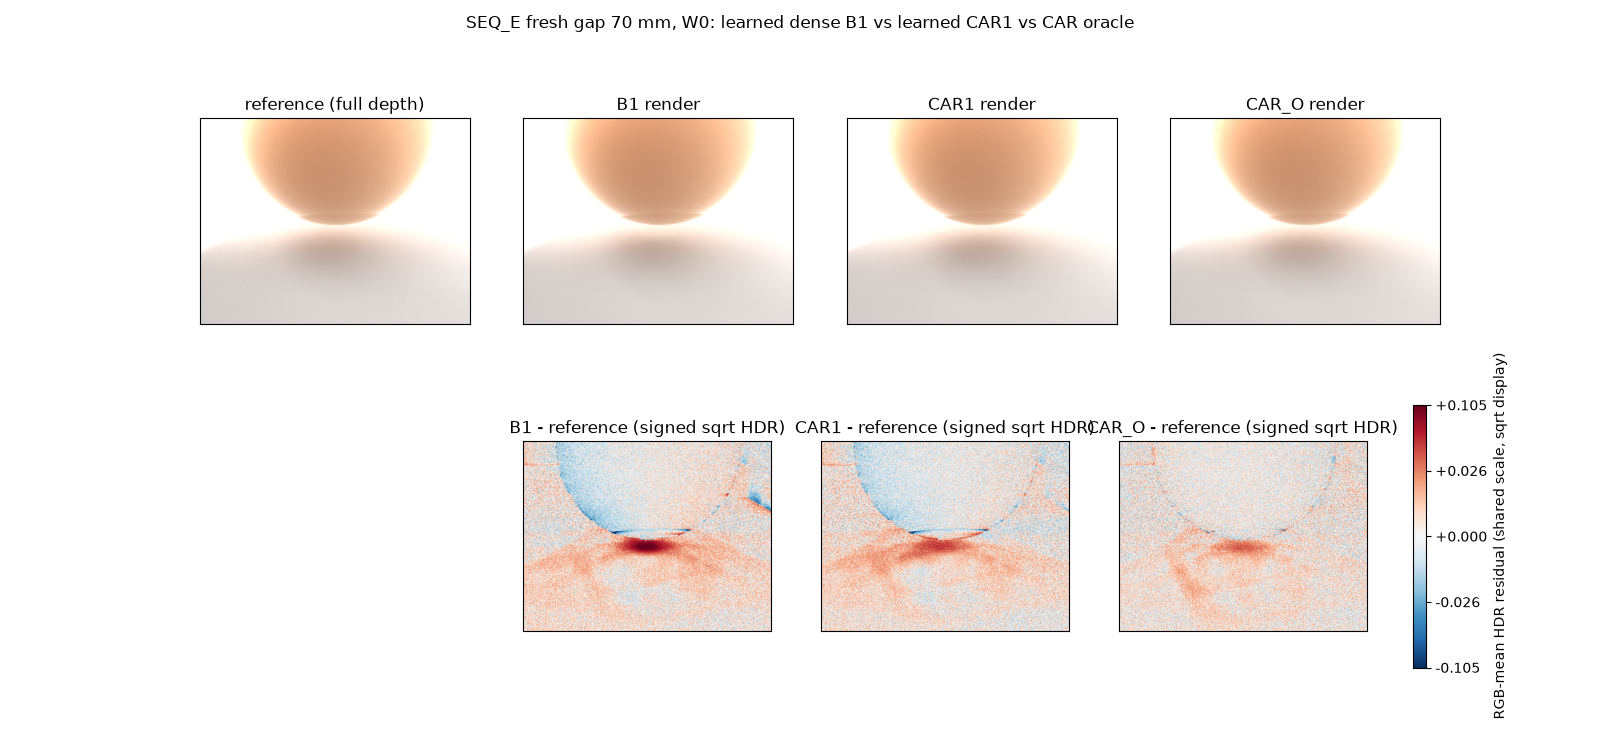 SEQ_E fresh gap 70 mm, W0: learned dense B1 vs learned CAR1 vs CAR oracle
reference (full depth)
B1 render
CAR1 render
CAR_O render
B1 - reference (signed sqrt HDR)
CAR1 - reference (signed sqrt HDR)
CAR_O - reference (signed sqrt HDR)
+0.105
+0.026
+0.000
-0.026
-0.105
RGB-mean HDR residual (shared scale, sqrt display)